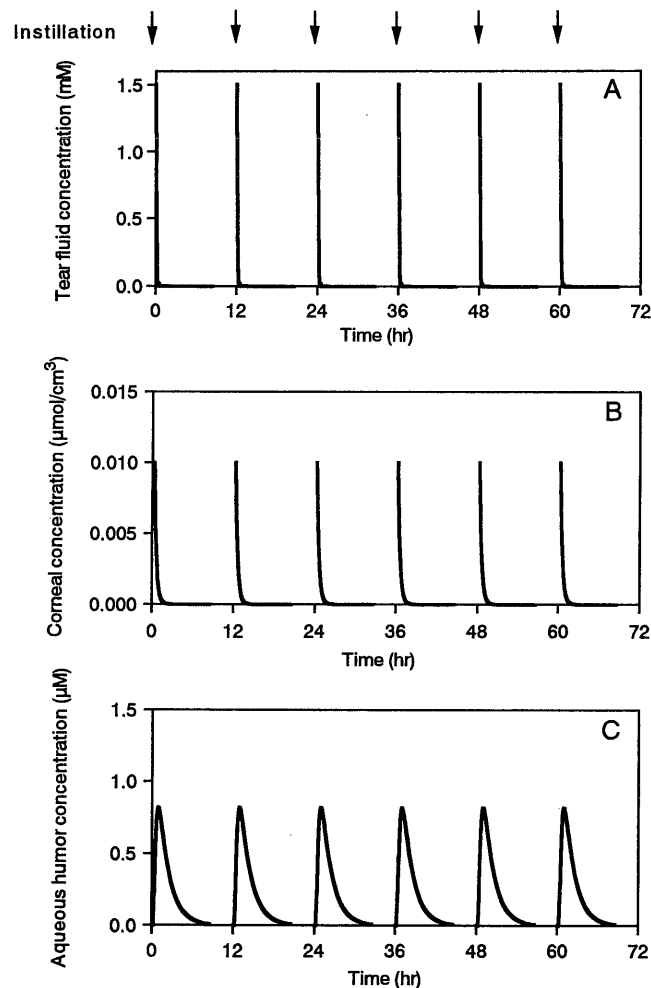 Instillation
A
Tear fluid concentration (mM)
1.5
1.0
0.5
0.0
0 12 24 36 48 60 72
Time (hr)
B
Corneal concentration (μmol/cm³)
0.015
0.010
0.005
0.000
0 12 24 36 48 60 72
Time (hr)
C
Aqueous humor concentration (μM)
1.5
1.0
0.5
0.0
0 12 24 36 48 60 72
Time (hr)